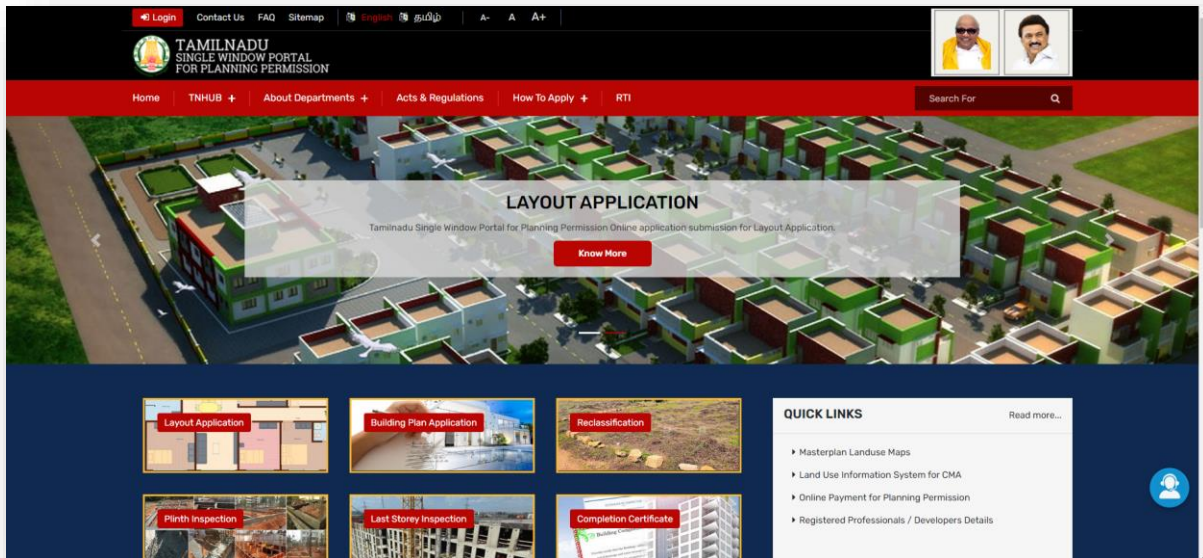 Login Contact Us FAQ Sitemap English தமிழ் A- A A+
TAMILNADU
SINGLE WINDOW PORTAL
FOR PLANNING PERMISSION
Home TNHUB + About Departments + Acts & Regulations How To Apply + RTI Search For
LAYOUT APPLICATION
Tamilnadu Single Window Portal for Planning Permission Online application submission for Layout Application.
Know More
Layout Application Building Plan Application Reclassification
QUICK LINKS Read more...
Masterplan Landuse Maps
Land Use Information System for CMA
Online Payment for Planning Permission
Registered Professionals / Developers Details
Plinth Inspection Last Storey Inspection Completion Certificate